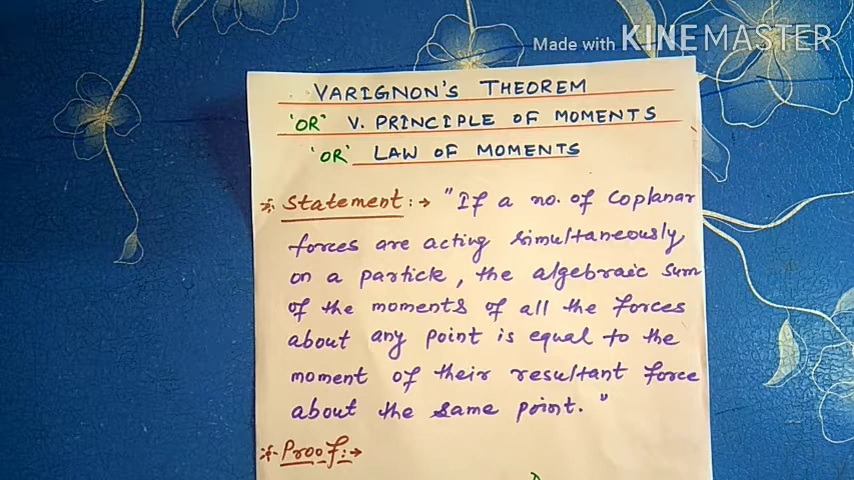 Made with KINEMASTER
VARIGNON'S THEOREM
'OR' V. PRINCIPLE OF MOMENTS
'OR' LAW OF MOMENTS
Statement :→ "If a no. of coplanar
forces are acting simultaneously
on a particle, the algebraic sum
of the moments of all the forces
about any point is equal to the
moment of their resultant force
about the same point."
Proof :→